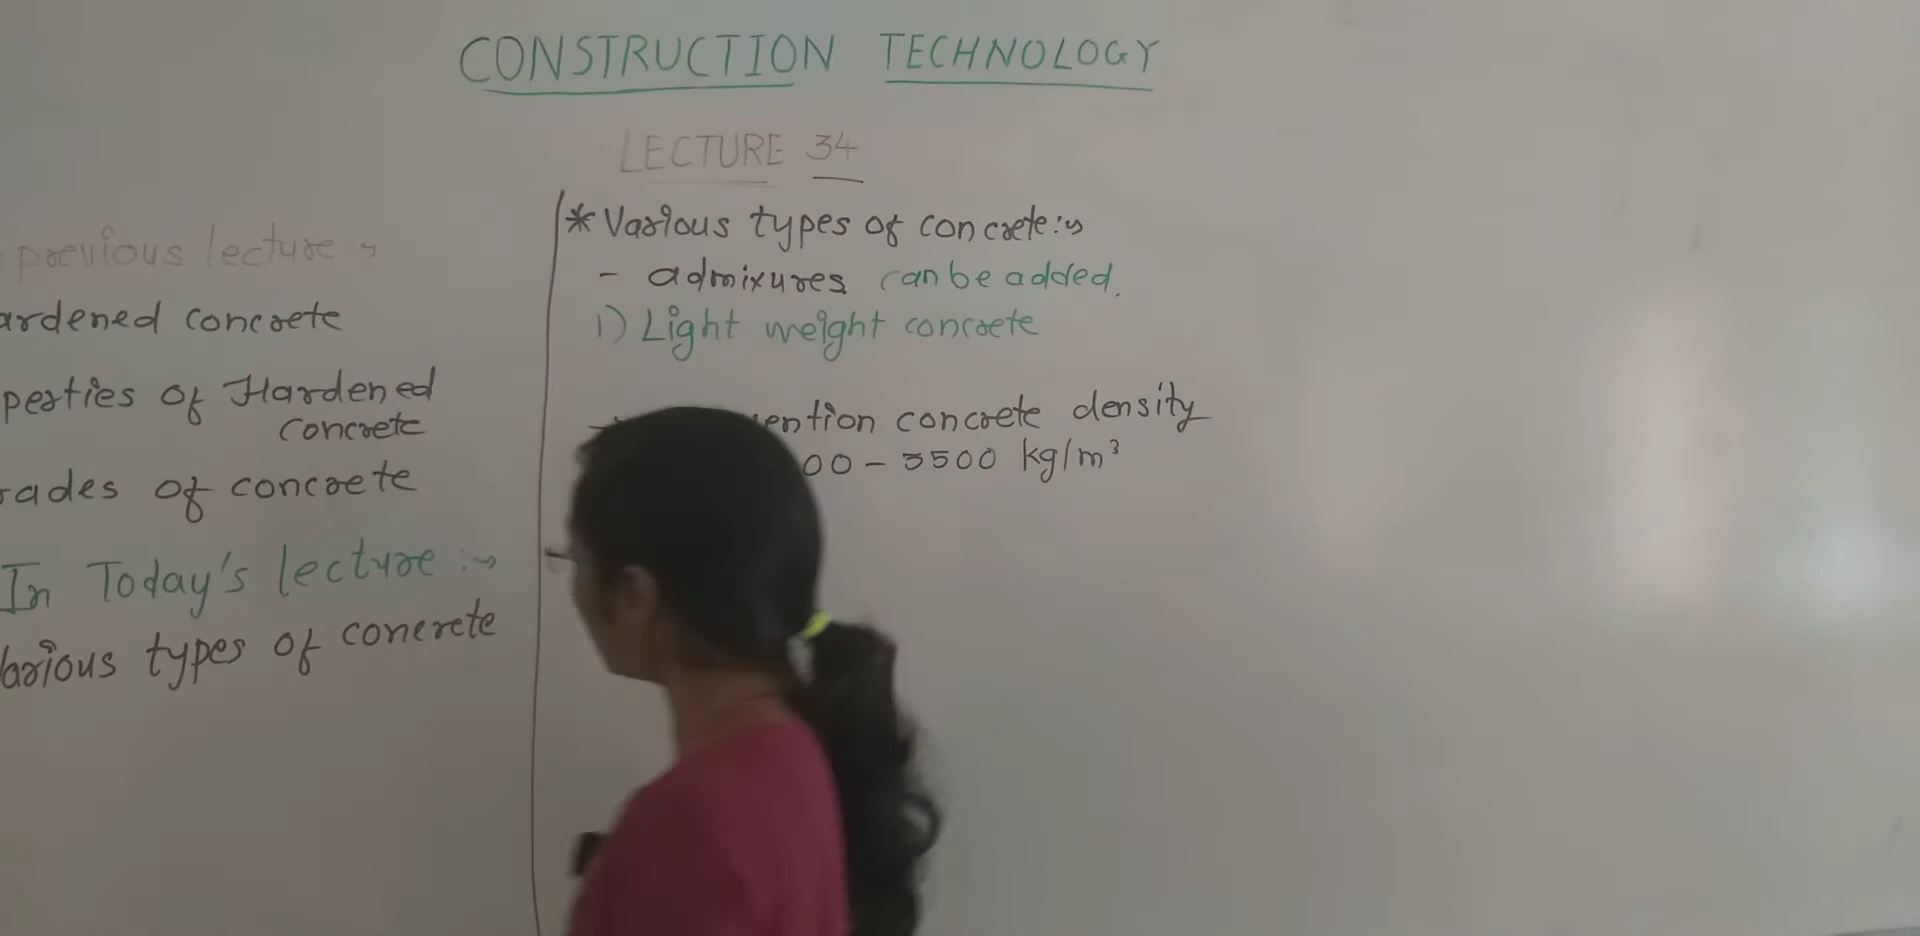 CONSTRUCTION TECHNOLOGY
LECTURE 34
previous lecture :~
ardened concrete
perties of Hardened
concrete
rades of concrete
In Today's lecture :~
arious types of concrete
* Various types of concrete :~
- admixures can be added.
1) Light weight concrete
ention concrete density
00 - 3500 kg/m³